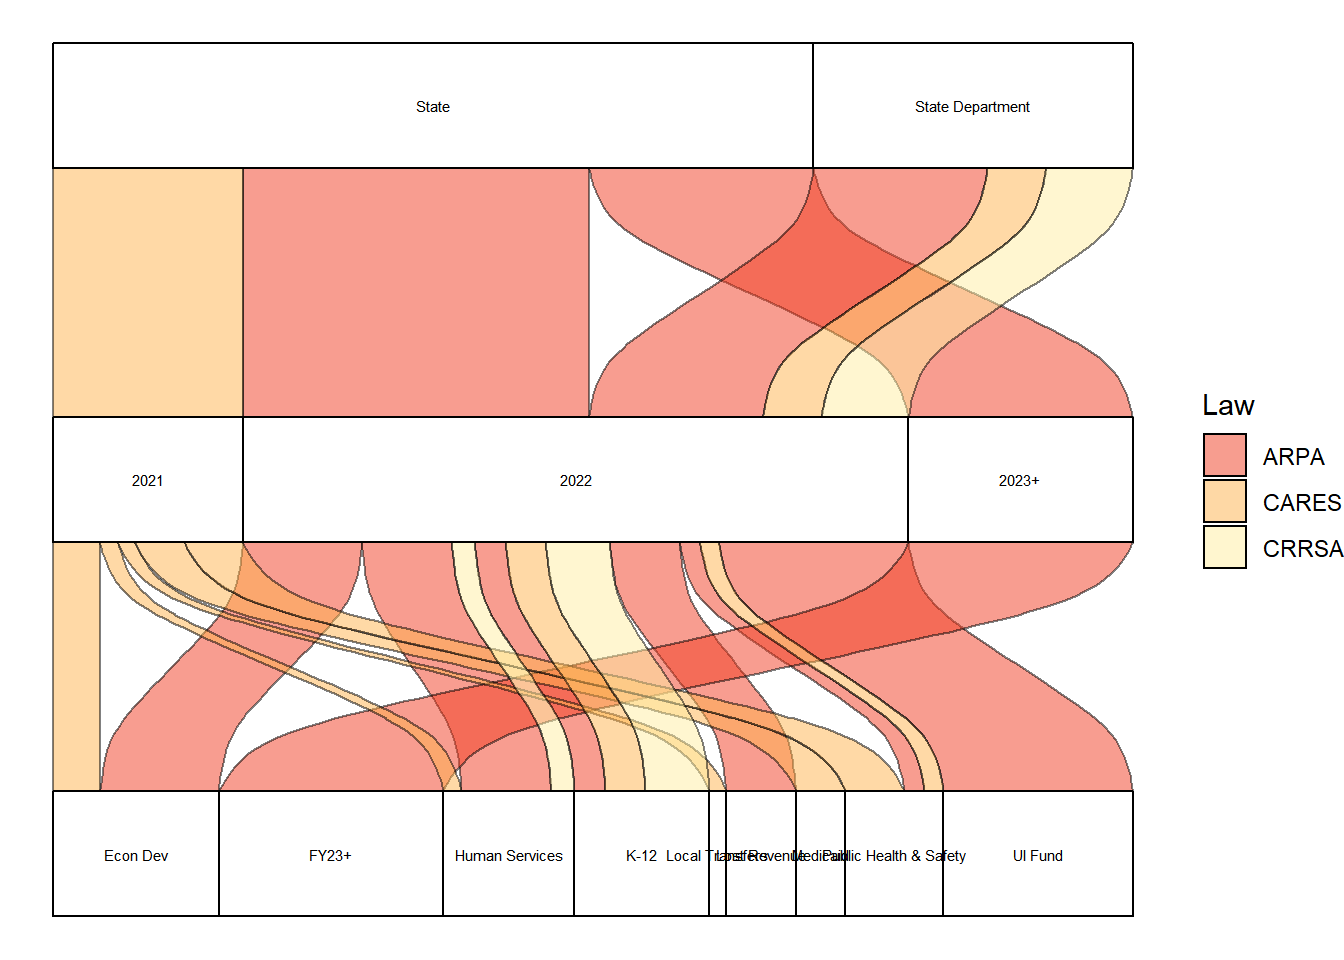 State
State Department
2021
2022
2023+
Law
ARPA
CARES
CRRSA
Econ Dev
FY23+
Human Services
K-12
Local Transfers
Lost Revenue
Medicaid
Public Health & Safety
UI Fund